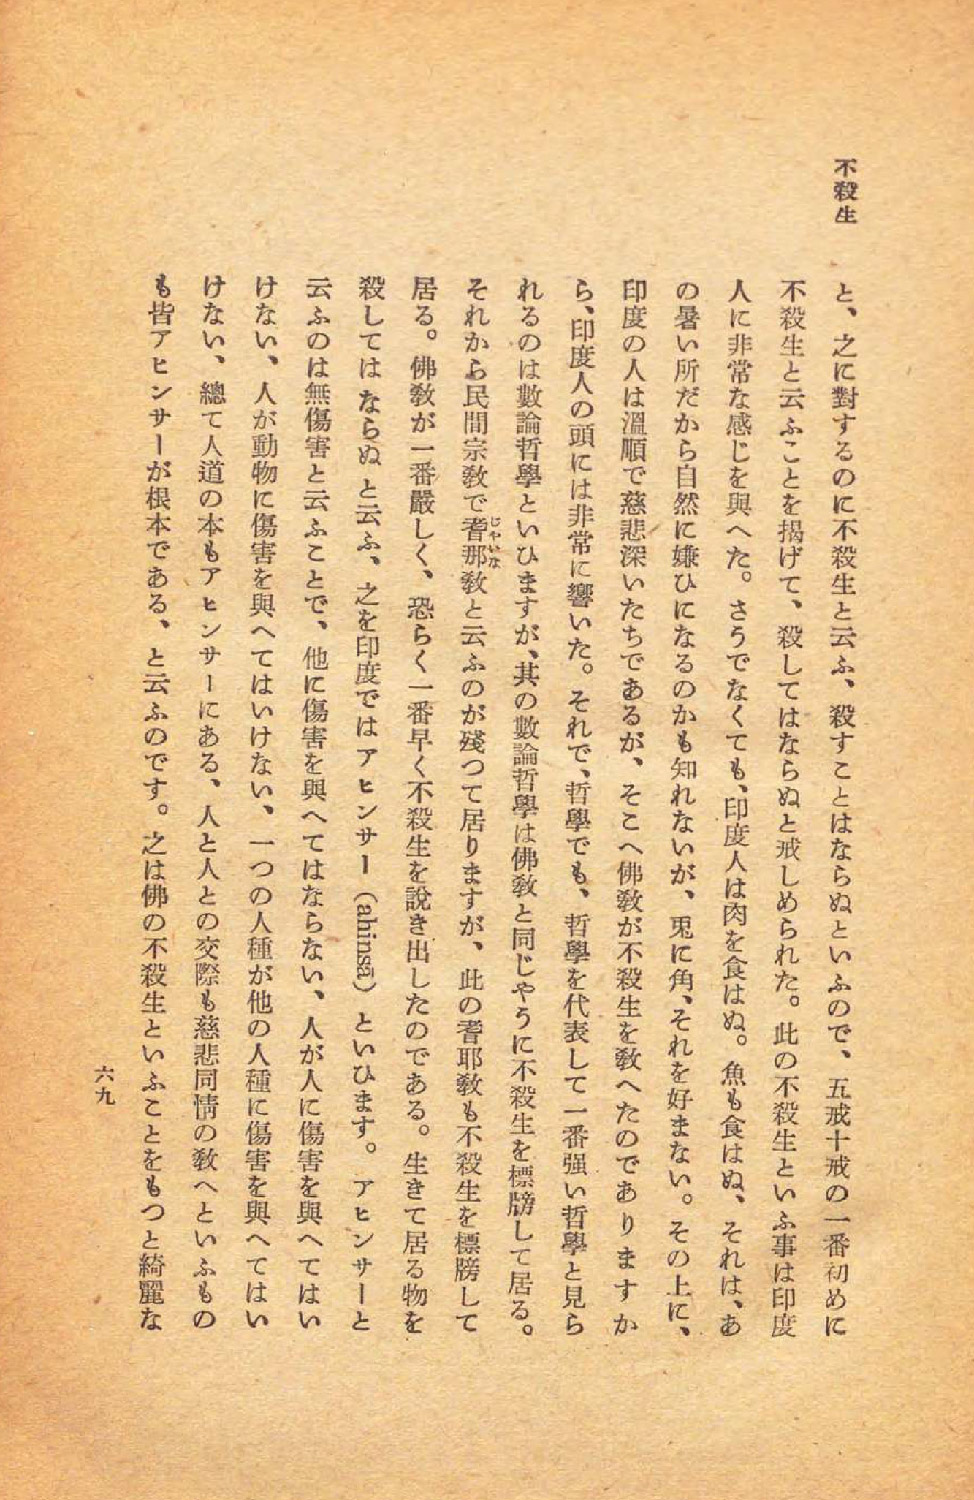 不殺生
と、之に對するのに不殺生と云ふ、殺すことはならぬといふので、五戒十戒の一番初めに
不殺生と云ふことを揭げて、殺してはならぬと戒しめられた。此の不殺生といふ事は印度
人に非常な感じを與へた。さうでなくても、印度人は肉を食はぬ。魚も食はぬ、それは、あ
の暑い所だから自然に嫌ひになるのかも知れないが、兎に角、それを好まない。その上に、
印度の人は溫順で慈悲深いたちであるが、そこへ佛敎が不殺生を敎へたのでありますか
ら、印度人の頭には非常に響いた。それで、哲學でも、哲學を代表して一番强い哲學と見ら
れるのは數論哲學といひますが、其の數論哲學は佛敎と同じやうに不殺生を標牓して居る。
それから民間宗敎で耆那敎と云ふのが殘つて居りますが、此の耆耶敎も不殺生を標牓して
じやいな
居る。佛敎が一番嚴しく、恐らく一番早く不殺生を說き出したのである。生きて居る物を
殺してはならぬと云ふ、之を印度ではアヒンサー（ahinsā）といひます。アヒンサーと
云ふのは無傷害と云ふことで、他に傷害を與へてはならない、人が人に傷害を與へてはい
けない、人が動物に傷害を與へてはいけない、一つの人種が他の人種に傷害を與へてはい
けない、總て人道の本もアヒンサーにある、人と人との交際も慈悲同情の敎へといふもの
も皆アヒンサーが根本である、と云ふのです。之は佛の不殺生といふことをもつと綺麗な
六九